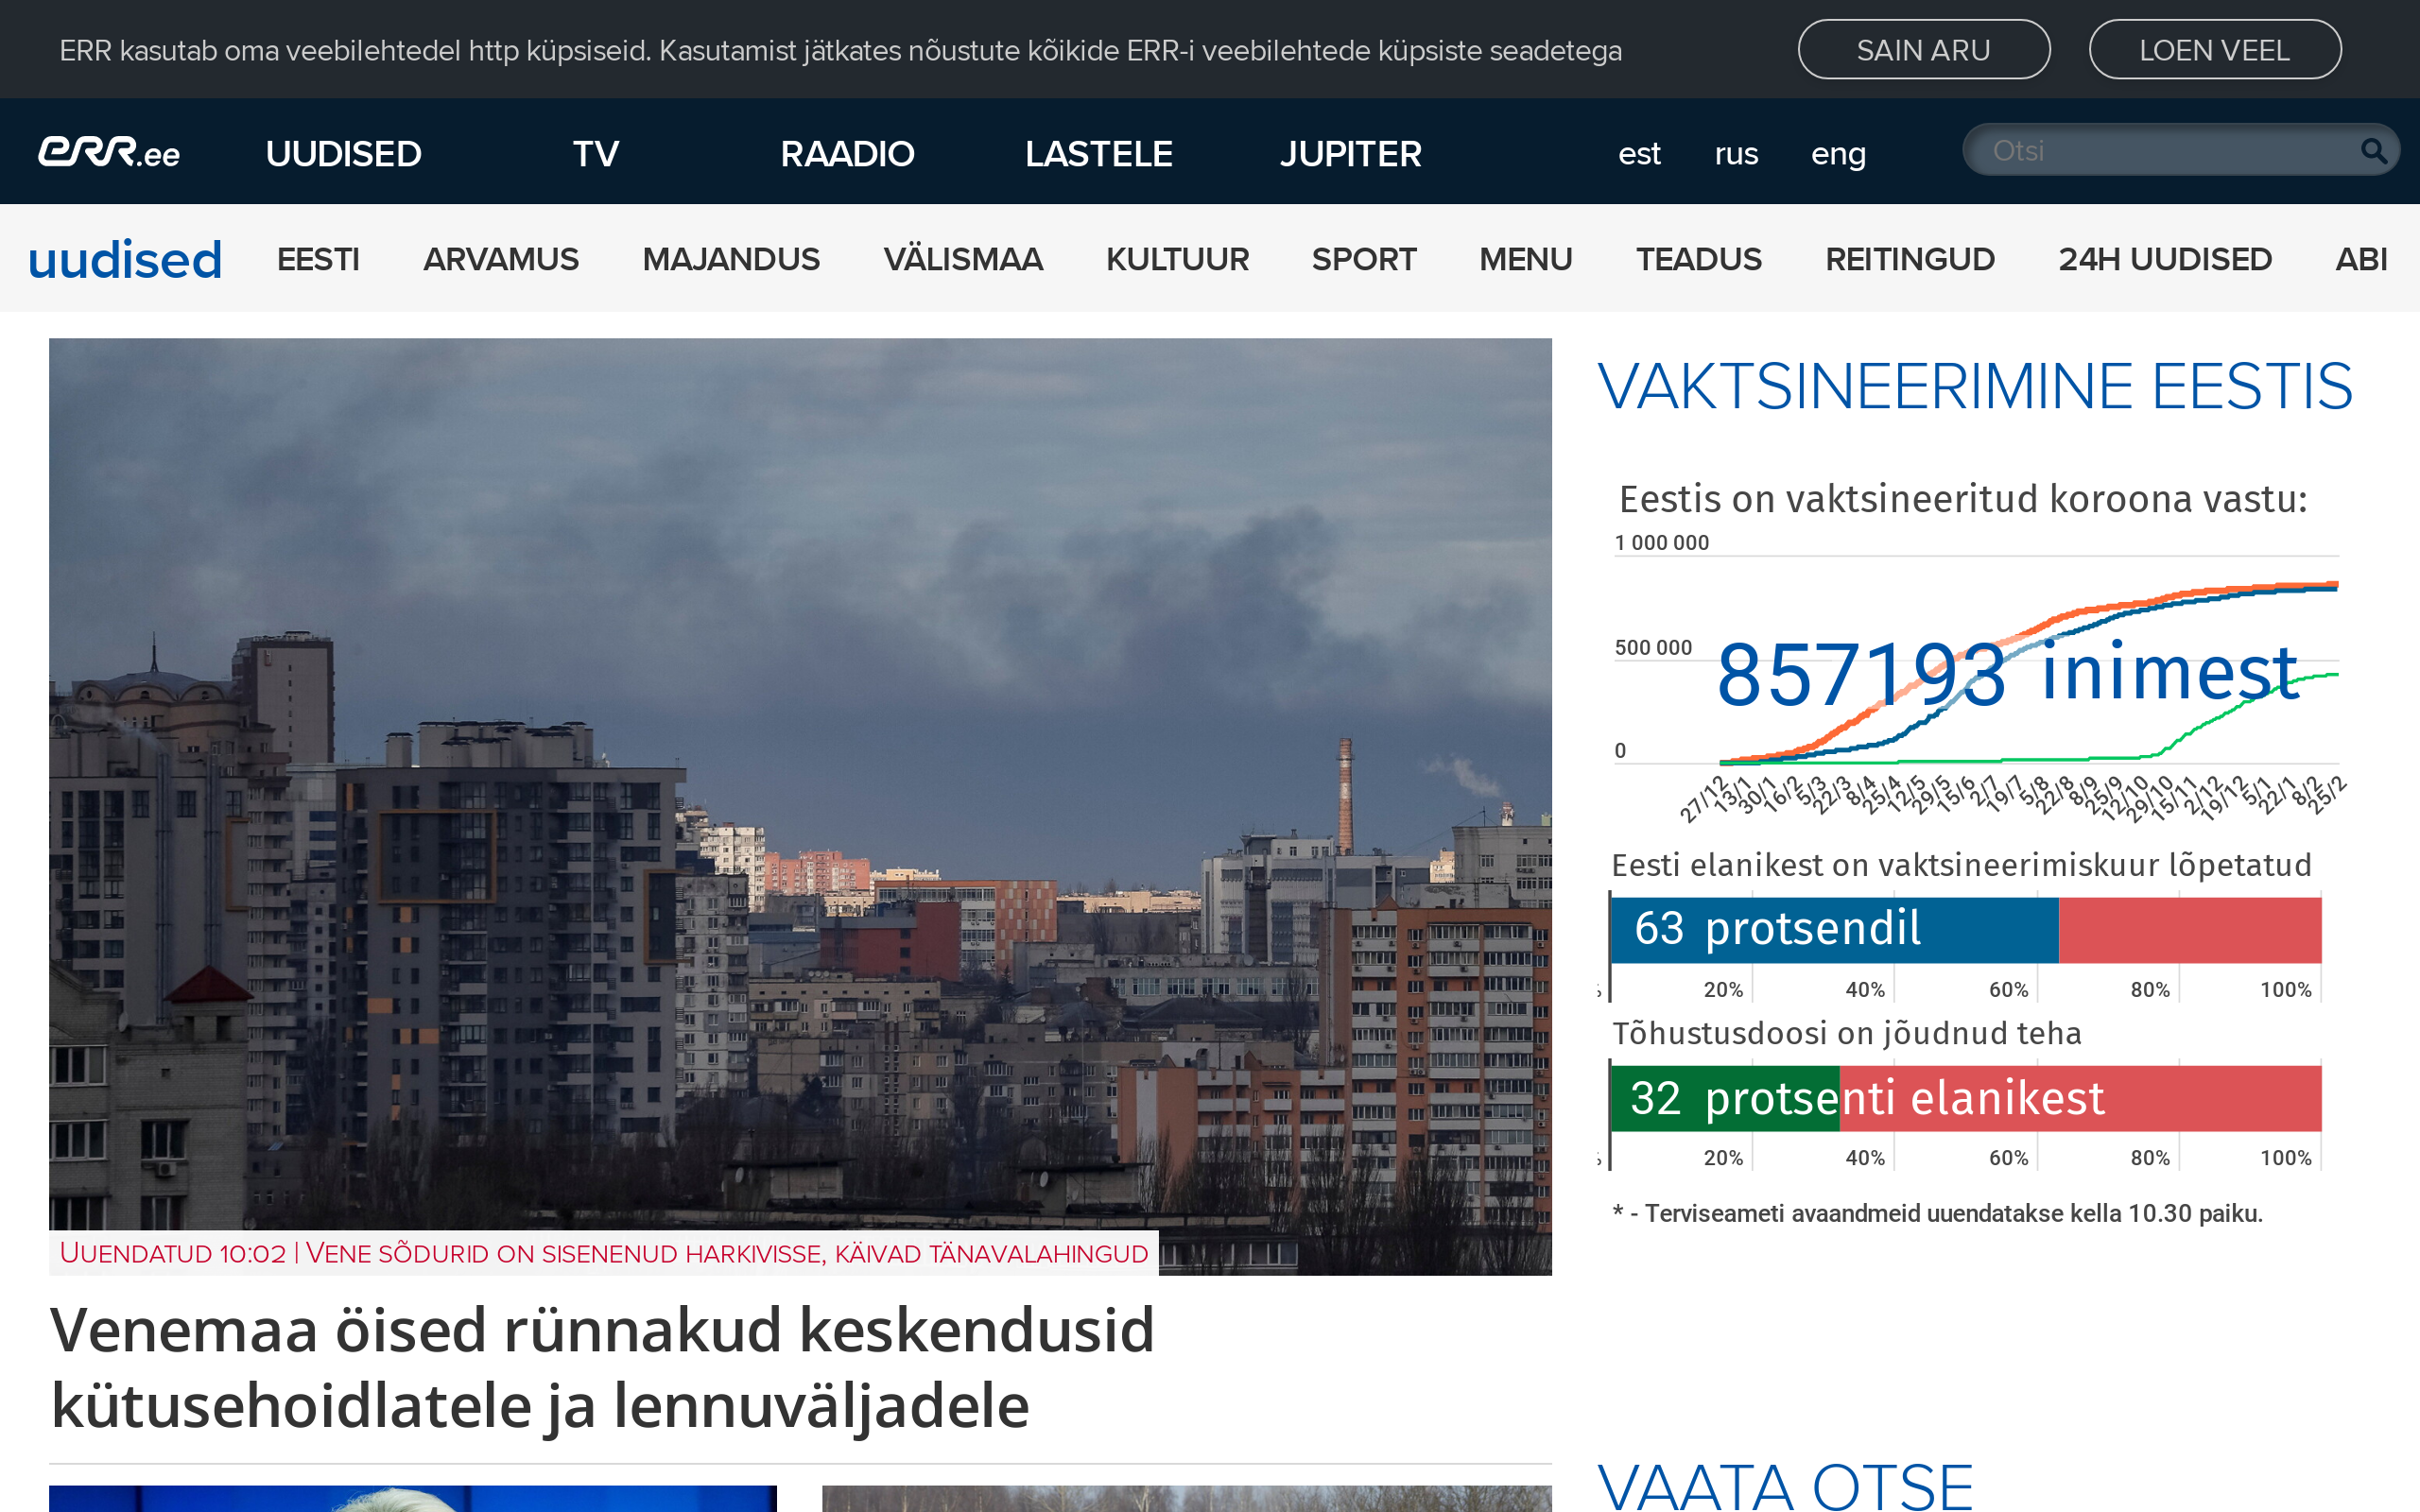 ERR kasutab oma veebilehtedel http küpsiseid. Kasutamist jätkates nõustute kõikide ERR-i veebilehtede küpsiste seadetega
SAIN ARU
LOEN VEEL
err.ee
UUDISED
TV
RAADIO
LASTELE
JUPITER
est
rus
eng
Otsi
uudised
EESTI
ARVAMUS
MAJANDUS
VÄLISMAA
KULTUUR
SPORT
MENU
TEADUS
REITINGUD
24H UUDISED
ABI
Uuendatud 10:02 | Vene sõdurid on sisenenud harkivisse, käivad tänavalahingud
Venemaa öised rünnakud keskendusid
kütusehoidlatele ja lennuväljadele
VAKTSINEERIMINE EESTIS
Eestis on vaktsineeritud koroona vastu:
1 000 000
500 000
857193 inimest
0
27/12 13/1 30/1 16/2 5/3 22/3 8/4 25/4 12/5 29/5 15/6 2/7 19/7 5/8 22/8 8/9 25/9 12/10 29/10 15/11 2/12 19/12 5/1 22/1 8/2 25/2
Eesti elanikest on vaktsineerimiskuur lõpetatud
63 protsendil
20% 40% 60% 80% 100%
Tõhustusdoosi on jõudnud teha
32 protsenti elanikest
20% 40% 60% 80% 100%
* - Terviseameti avaandmeid uuendatakse kella 10.30 paiku.
VAATA OTSE